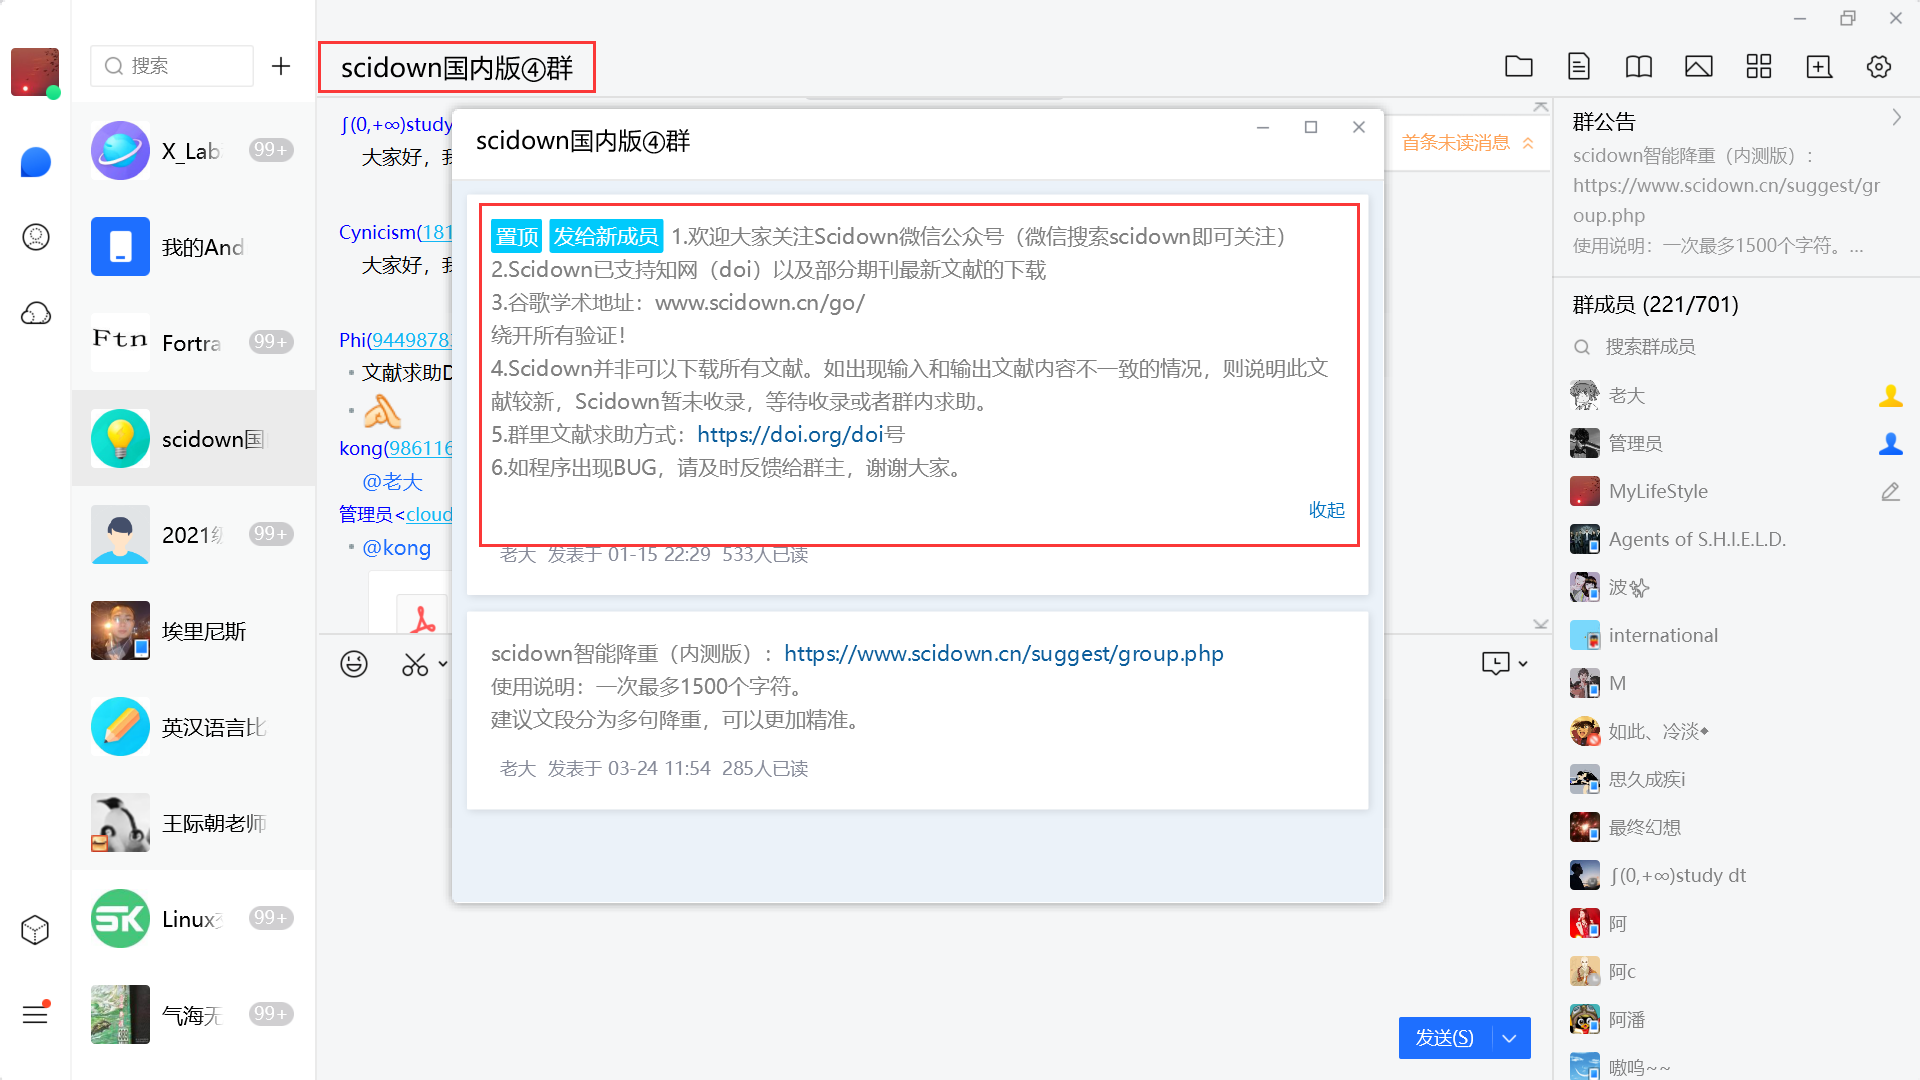 搜索
scidown国内版④群
X_Lab
99+
我的And
Ftn
Fortra
99+
scidown国
2021
99+
埃里尼斯
英汉语言比
王际朝老师
SK
Linux
99+
气海无
99+
∫(0,+∞)study
大家好，
Cynicism(181
大家好，
Phi(9449878
文献求助D
kong(986116
@老大
管理员<cloud
@kong
首条未读消息
scidown国内版④群
置顶 发给新成员 1.欢迎大家关注Scidown微信公众号（微信搜索scidown即可关注）
2.Scidown已支持知网（doi）以及部分期刊最新文献的下载
3.谷歌学术地址：www.scidown.cn/go/
绕开所有验证！
4.Scidown并非可以下载所有文献。如出现输入和输出文献内容不一致的情况，则说明此文
献较新，Scidown暂未收录，等待收录或者群内求助。
5.群里文献求助方式：https://doi.org/doi号
6.如程序出现BUG，请及时反馈给群主，谢谢大家。
收起
老大 发表于 01-15 22:29 533人已读
scidown智能降重（内测版）：https://www.scidown.cn/suggest/group.php
使用说明：一次最多1500个字符。
建议文段分为多句降重，可以更加精准。
老大 发表于 03-24 11:54 285人已读
发送(S)
群公告
scidown智能降重（内测版）：
https://www.scidown.cn/suggest/gr
oup.php
使用说明：一次最多1500个字符。...
群成员 (221/701)
搜索群成员
老大
管理员
MyLifeStyle
Agents of S.H.I.E.L.D.
波
international
M
如此、冷淡
思久成疾i
最终幻想
∫(0,+∞)study dt
阿
阿c
阿潘
嗷呜~~